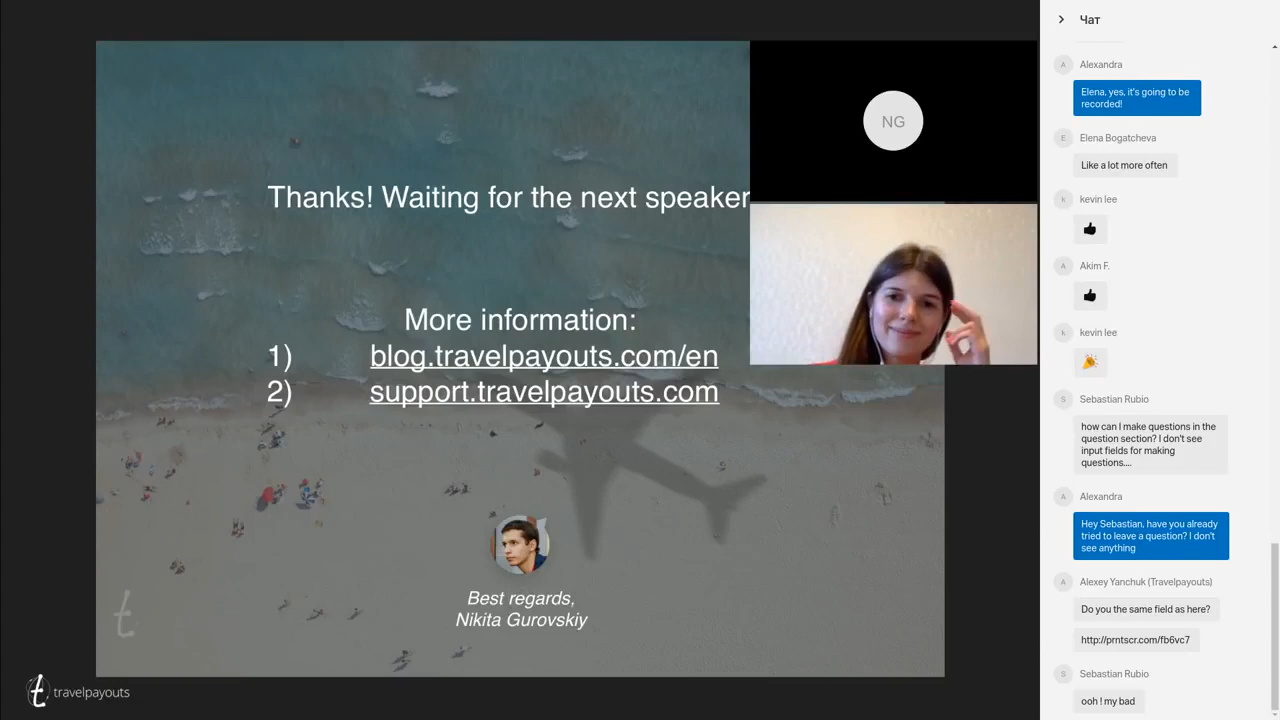 Thanks! Waiting for the next speaker
More information:
1) blog.travelpayouts.com/en
2) support.travelpayouts.com
Best regards,
Nikita Gurovskiy
t
travelpayouts
NG
Чат
A Alexandra
Elena, yes, it's going to be
recorded!
E Elena Bogatcheva
Like a lot more often
k kevin lee
A Akim F.
k kevin lee
S Sebastian Rubio
how can I make questions in the
question section? I don't see
input fields for making
questions....
A Alexandra
Hey Sebastian, have you already
tried to leave a question? I don't
see anything
A Alexey Yanchuk (Travelpayouts)
Do you the same field as here?
http://prntscr.com/fb6vc7
S Sebastian Rubio
ooh ! my bad